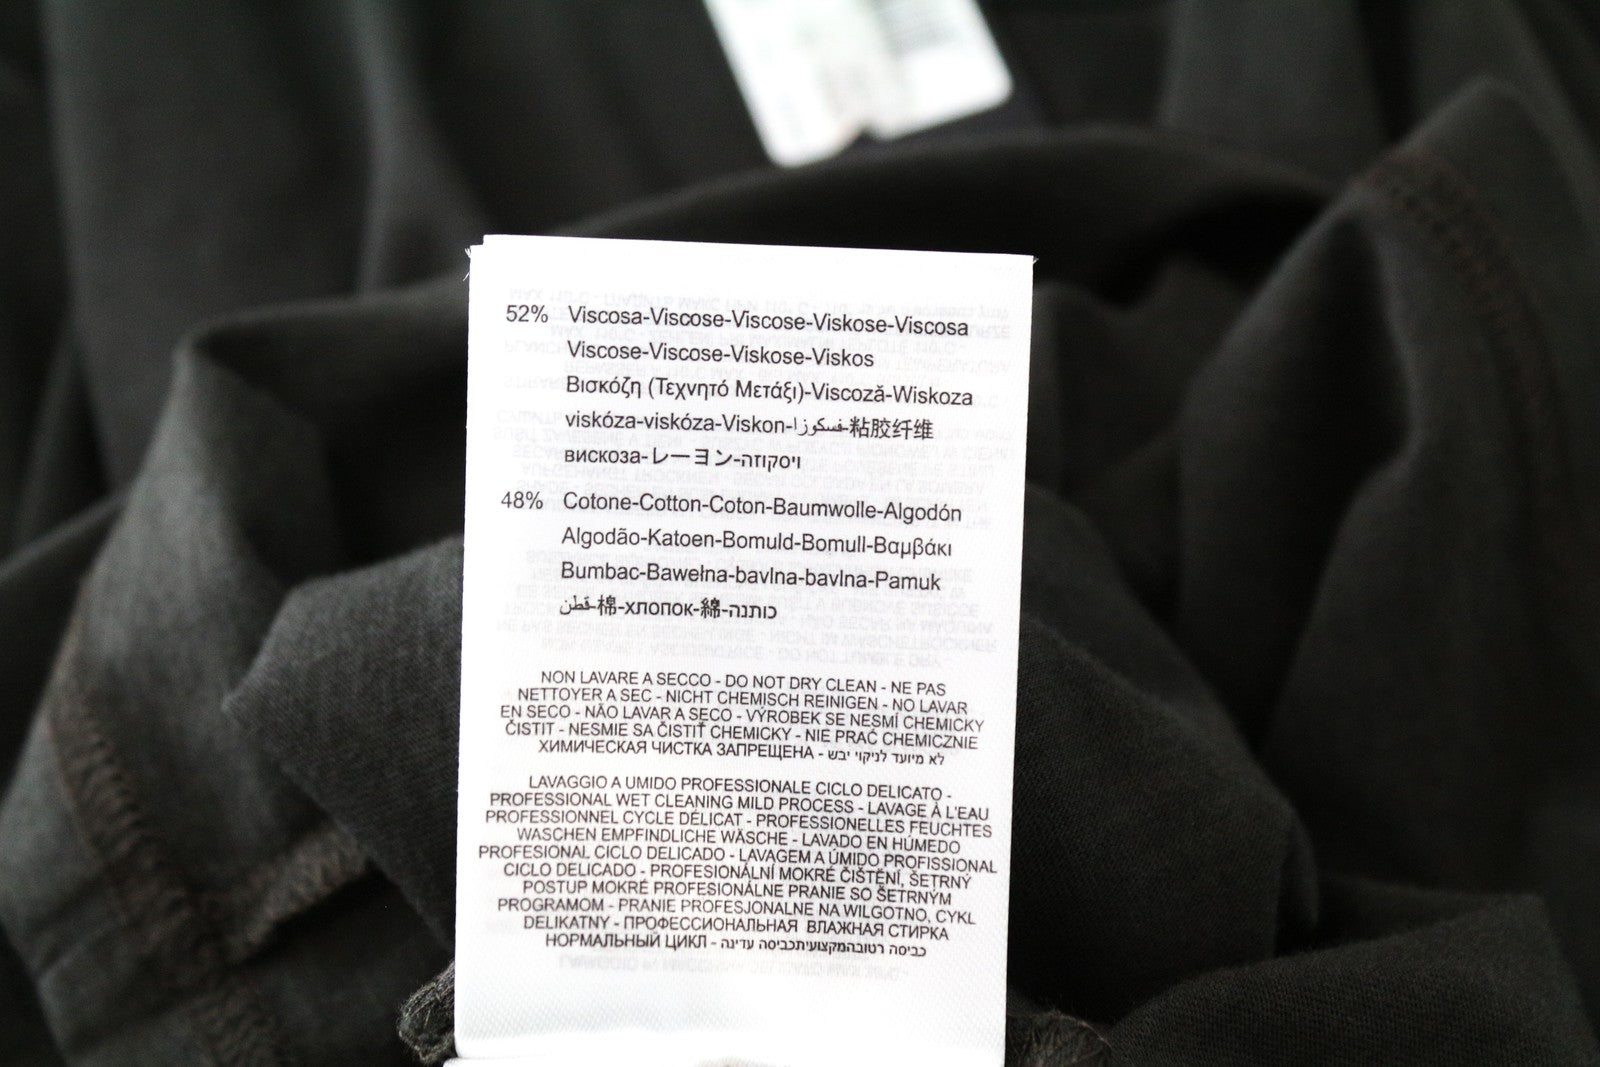 52% Viscosa-Viscose-Viscose-Viskose-Viscosa
Viscose-Viscose-Viskose-Viskos
Βισκόζη (Τεχνητό Μετάξι)-Viscoză-Wiskoza
viskóza-viskóza-Viskon-فسكوزا-粘胶纤维
вискоза-レーヨン-ויסקוזה
48% Cotone-Cotton-Coton-Baumwolle-Algodón
Algodão-Katoen-Bomuld-Bomull-Βαμβάκι
Bumbac-Bawełna-bavlna-bavlna-Pamuk
قطن-棉-хлопок-綿-כותנה
NON LAVARE A SECCO - DO NOT DRY CLEAN - NE PAS
NETTOYER A SEC - NICHT CHEMISCH REINIGEN - NO LAVAR
EN SECO - NÃO LAVAR A SECO - VÝROBEK SE NESMÍ CHEMICKY
ČISTIT - NESMIE SA ČISTIŤ CHEMICKY - NIE PRAĆ CHEMICZNIE
ХИМИЧЕСКАЯ ЧИСТКА ЗАПРЕЩЕНА - לא מיועד לניקוי יבש
LAVAGGIO A UMIDO PROFESSIONALE CICLO DELICATO -
PROFESSIONAL WET CLEANING MILD PROCESS - LAVAGE À L'EAU
PROFESSIONNEL CYCLE DÉLICAT - PROFESSIONELLES FEUCHTES
WASCHEN EMPFINDLICHE WÄSCHE - LAVADO EN HÚMEDO
PROFESIONAL CICLO DELICADO - LAVAGEM A ÚMIDO PROFISSIONAL
CICLO DELICADO - PROFESIONÁLNÍ MOKRÉ ČIŠTĚNÍ, ŠETRNÝ
POSTUP MOKRÉ PROFESIONÁLNE PRANIE SO ŠETRNÝM
PROGRAMOM - PRANIE PROFESJONALNE NA WILGOTNO, CYKL
DELIKATNY - ПРОФЕССИОНАЛЬНАЯ ВЛАЖНАЯ СТИРКА
НОРМАЛЬНЫЙ ЦИКЛ - כביסה רטובהמקצועיתכביסה עדינה